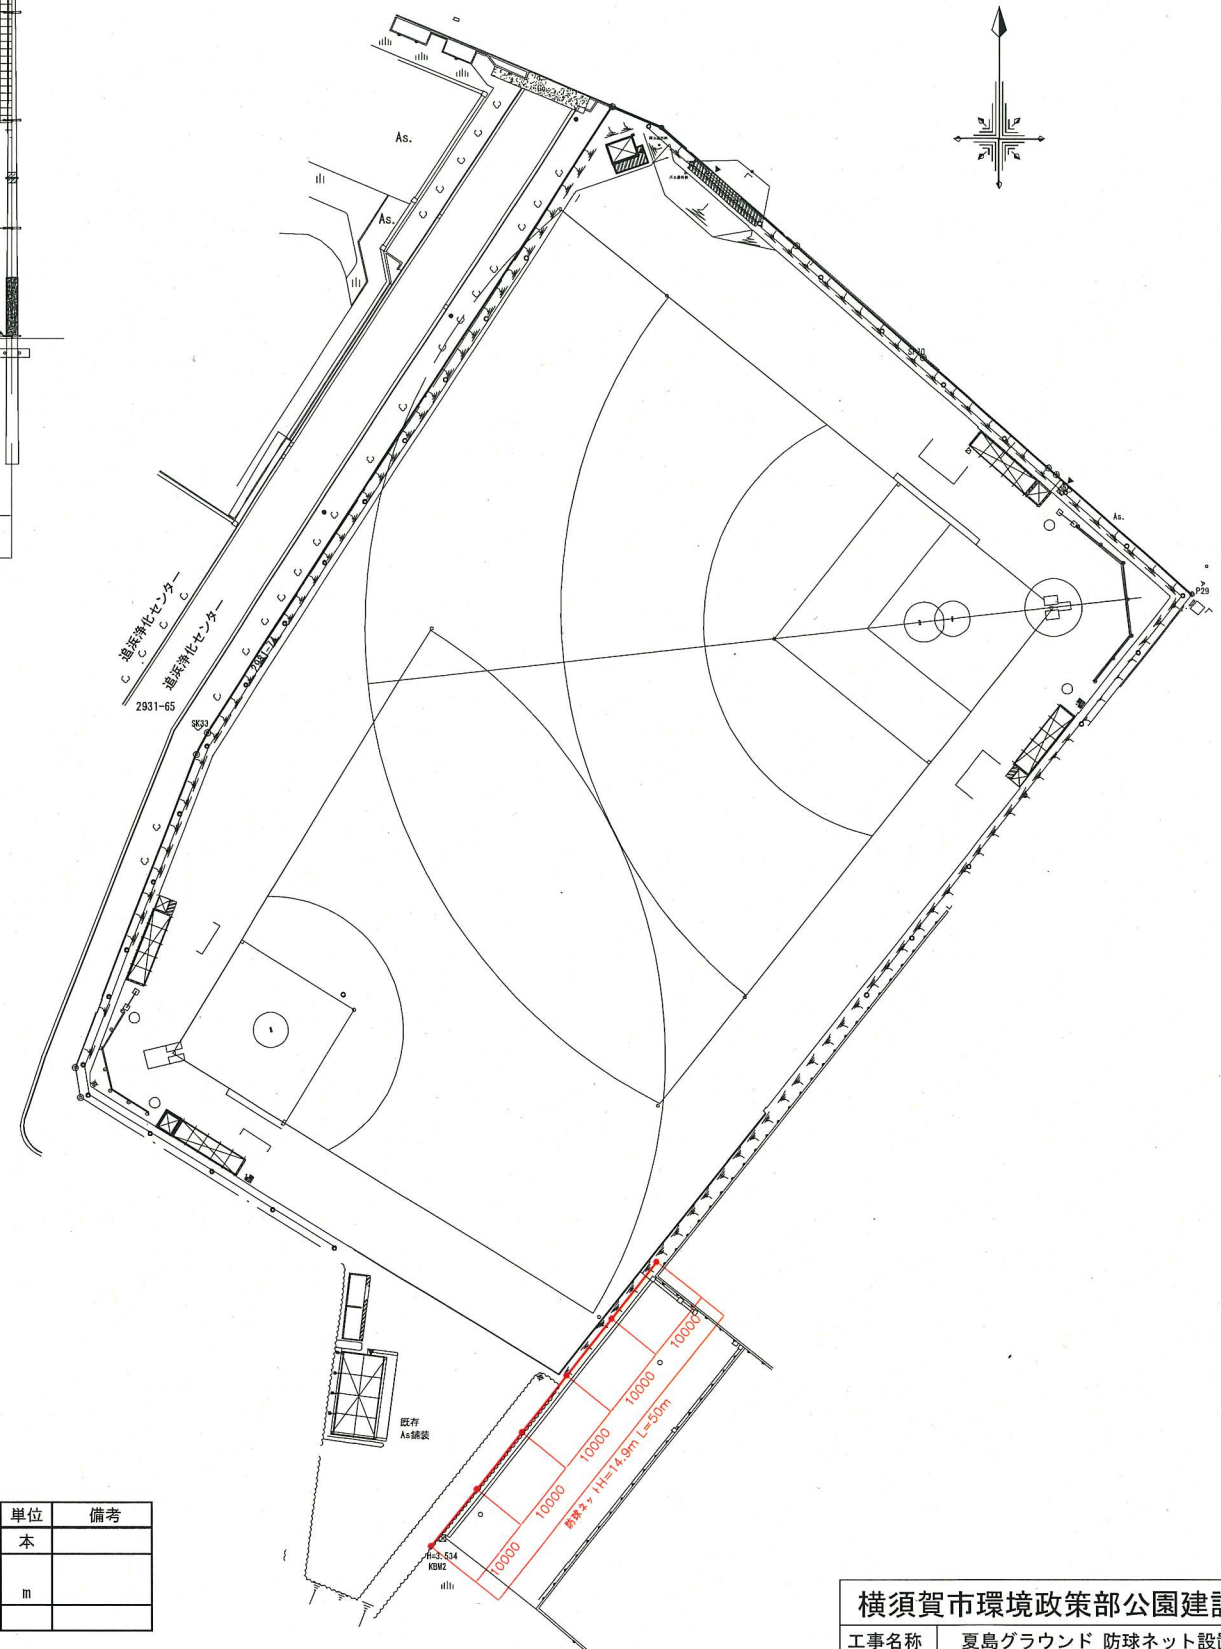 As.
As.
As.
P29
追浜浄化センター
追浜浄化センター
2931-65
SK33
既存
As舗装
10000
10000
10000
10000
10000
防球ネットH=14.9m L=50m
H=3.534
KBM2
単位 備考
本
m
横須賀市環境政策部公園建設
工事名称 夏島グラウンド 防球ネット設置